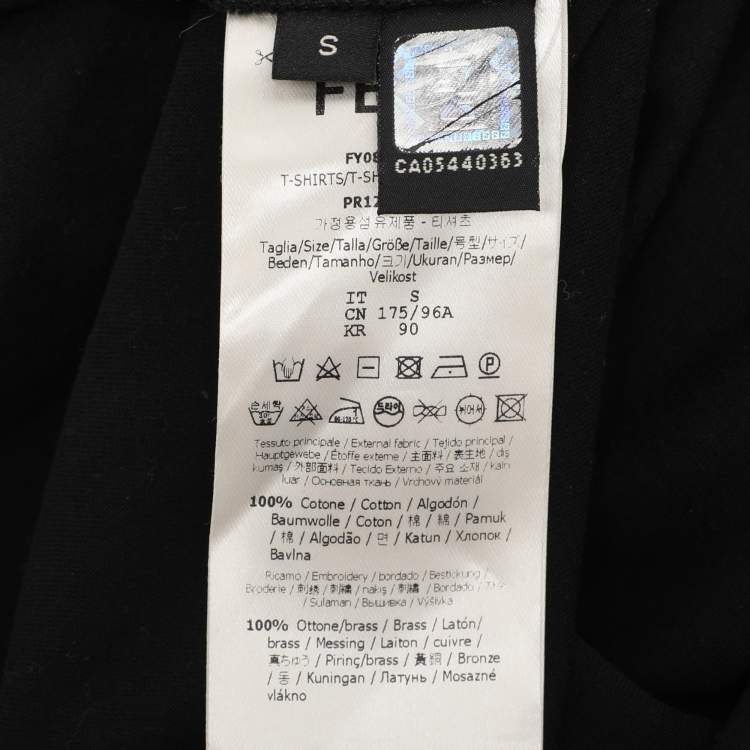 S
FE
CA05440363
FY08
T-SHIRTS/T-SH
PR17
가정용섬유제품 - 티셔츠
Taglia/Size/Talla/Größe/Taille/号型/サイズ/
Beden/Tamanho/크기/Ukuran/Размер/
Velikost
IT S
CN 175/96A
KR 90
P
손세탁
드라이
Tessuto principale / External fabric / Tejido principal /
Hauptgewebe / Étoffe externe / 主面料 / 表生地 / dış
kumaş / 外部面料 / Tecido Externo / 주요 소재 / kain
luar / Основная ткань / Vrchový materiál
100% Cotone / Cotton / Algodón /
Baumwolle / Coton / 棉 / 綿 / Pamuk
/ 棉 / Algodão / 면 / Katun / Хлопок /
Bavlna
Ricamo / Embroidery / bordado / Bestickung /
Broderie / 刺绣 / 刺繍 / nakış / 刺繡 / Bordado /
/ Sulaman / Вышивка / Výšivka
100% Ottone/brass / Brass / Latón/
brass / Messing / Laiton / cuivre /
真ちゅう / Pirinç/brass / 黃銅 / Bronze
/ 동 / Kuningan / Латунь / Mosazné
vlákno